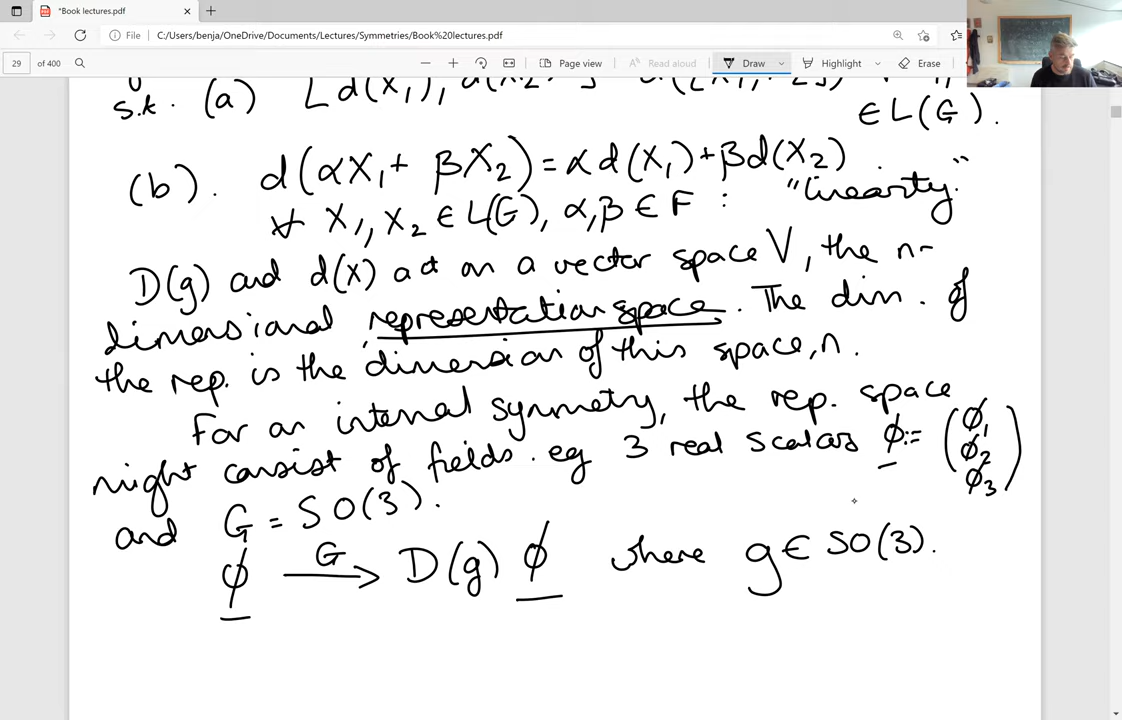 *Book lectures.pdf
File C:/Users/benja/OneDrive/Documents/Lectures/Symmetries/Book%20lectures.pdf
29 of 400 Page view Read aloud Draw Highlight Erase
s.t. (a)
∈ L(G).
(b). d(αX₁ + βX₂) = αd(X₁) + βd(X₂)
∀ X₁, X₂ ∈ L(G), α,β ∈ F : "linearity."
D(g) and d(X) act on a vector space V, the n-
dimensional representation space. The dim. of
the rep. is the dimension of this space, n.
For an internal symmetry, the rep. space
might consist of fields. eg 3 real scalars ϕ := (ϕ₁ ϕ₂ ϕ₃)
and G = SO(3).
ϕ —G→ D(g) ϕ where g ∈ SO(3).